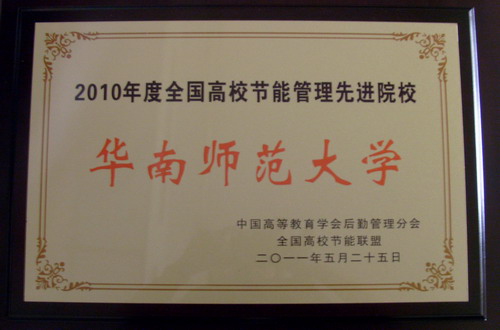 2010年度全国高校节能管理先进院校
华南师范大学
中国高等教育学会后勤管理分会
全国高校节能联盟
二〇一一年五月二十五日